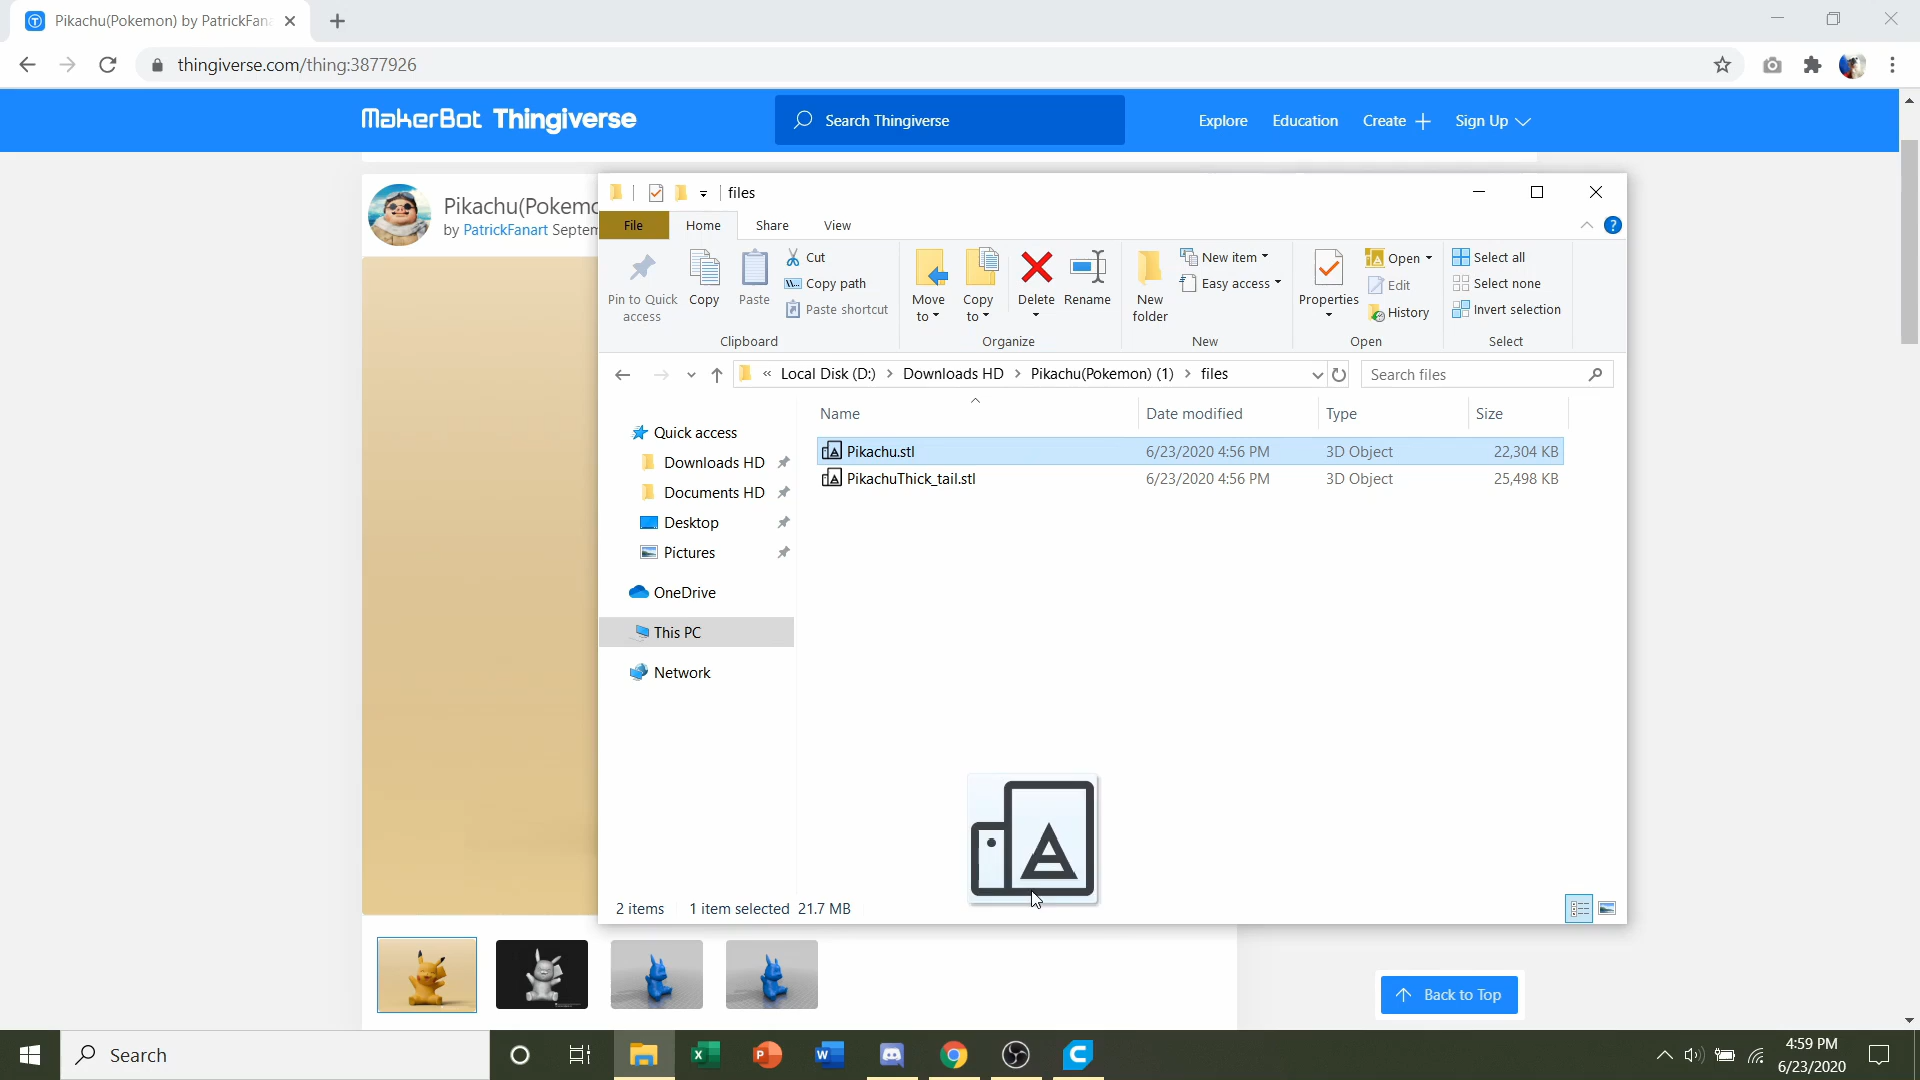 Pikachu(Pokemon) by PatrickFana
thingiverse.com/thing:3877926
MakerBot Thingiverse
Search Thingiverse
Explore
Education
Create
Sign Up
Pikachu(Pokemo
by PatrickFanart Septem
files
File
Home
Share
View
Pin to Quick access
Copy
Paste
Cut
Copy path
Paste shortcut
Clipboard
Move to
Copy to
Delete
Rename
Organize
New folder
New item
Easy access
New
Properties
Open
Edit
History
Open
Select all
Select none
Invert selection
Select
« Local Disk (D:) > Downloads HD > Pikachu(Pokemon) (1) > files
Search files
Name
Date modified
Type
Size
Pikachu.stl 6/23/2020 4:56 PM 3D Object 22,304 KB
PikachuThick_tail.stl 6/23/2020 4:56 PM 3D Object 25,498 KB
Quick access
Downloads HD
Documents HD
Desktop
Pictures
OneDrive
This PC
Network
2 items 1 item selected 21.7 MB
Back to Top
Search
4:59 PM
6/23/2020